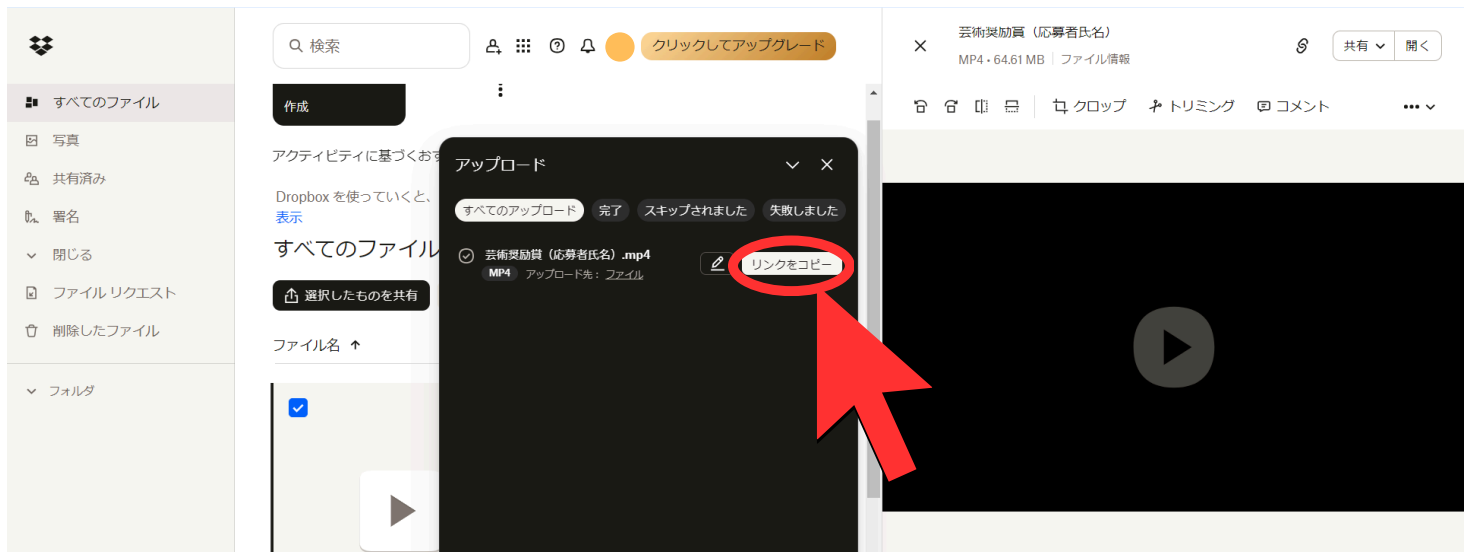 すべてのファイル
写真
共有済み
署名
閉じる
ファイル リクエスト
削除したファイル
フォルダ
検索
クリックしてアップグレード
作成
アクティビティに基づくおす
Dropbox を使っていくと、
表示
すべてのファイル
選択したものを共有
ファイル名
アップロード
すべてのアップロード 完了 スキップされました 失敗しました
芸術奨励賞（応募者氏名）.mp4
MP4 アップロード先： ファイル
リンクをコピー
芸術奨励賞（応募者氏名）
MP4 • 64.61 MB ファイル情報
共有 開く
クロップ トリミング コメント